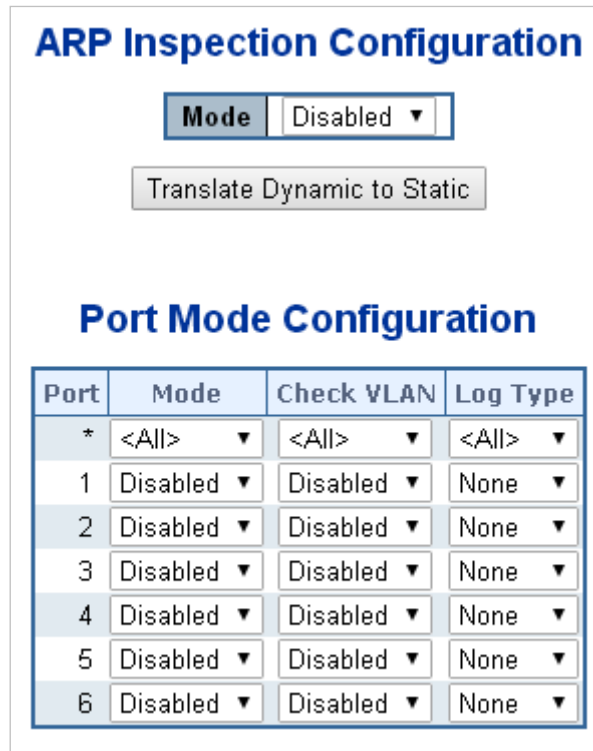 ARP Inspection Configuration
Mode Disabled
Translate Dynamic to Static
Port Mode Configuration
Port Mode Check VLAN Log Type
* <All> <All> <All>
1 Disabled Disabled None
2 Disabled Disabled None
3 Disabled Disabled None
4 Disabled Disabled None
5 Disabled Disabled None
6 Disabled Disabled None